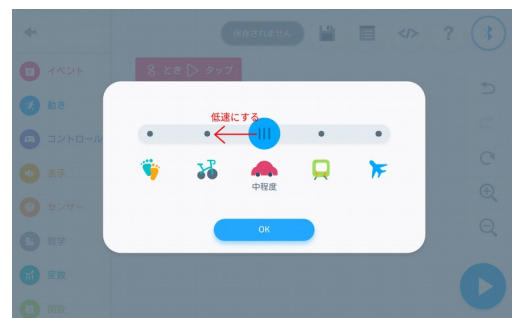 保存されません
</>
?
イベント
8 とき タップ
動き
コントロール
低速にする
表示
センサー
中程度
数学
OK
変数
関数